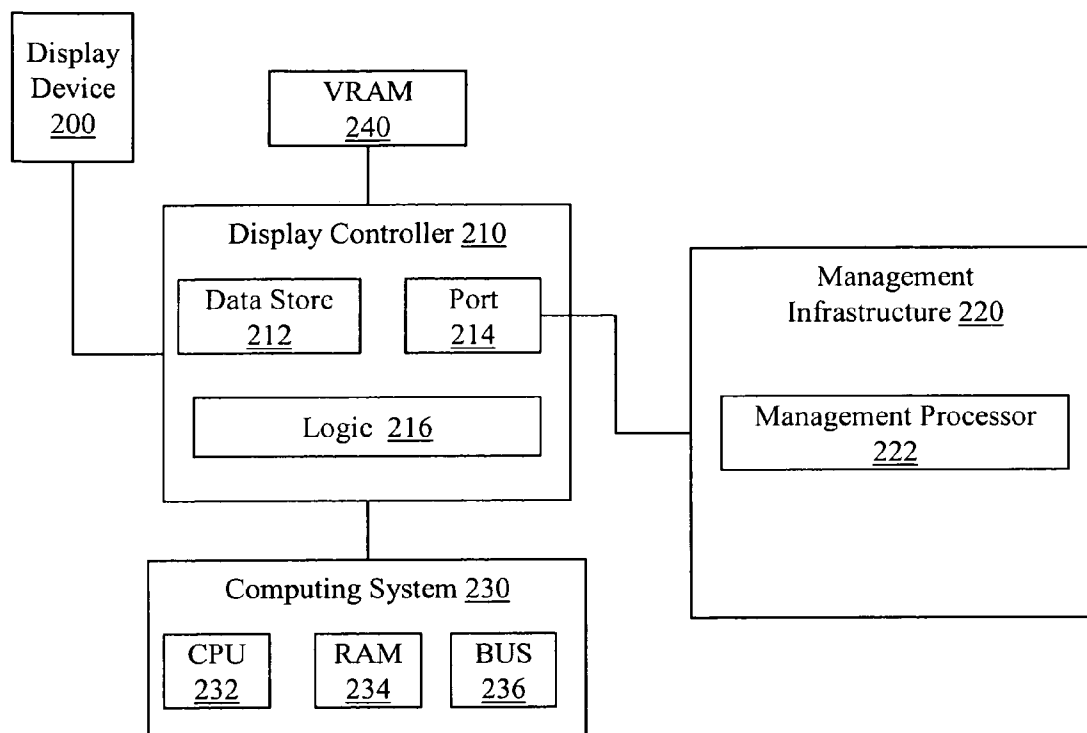 Display
Device
200
VRAM
240
Display Controller 210
Data Store
212
Port
214
Logic 216
Management
Infrastructure 220
Management Processor
222
Computing System 230
CPU
232
RAM
234
BUS
236